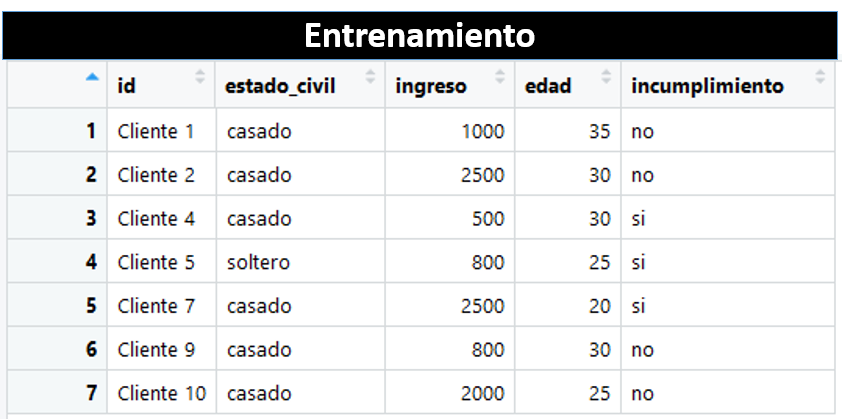 Entrenamiento
id estado_civil ingreso edad incumplimiento
1 Cliente 1 casado 1000 35 no
2 Cliente 2 casado 2500 30 no
3 Cliente 4 casado 500 30 si
4 Cliente 5 soltero 800 25 si
5 Cliente 7 casado 2500 20 si
6 Cliente 9 casado 800 30 no
7 Cliente 10 casado 2000 25 no